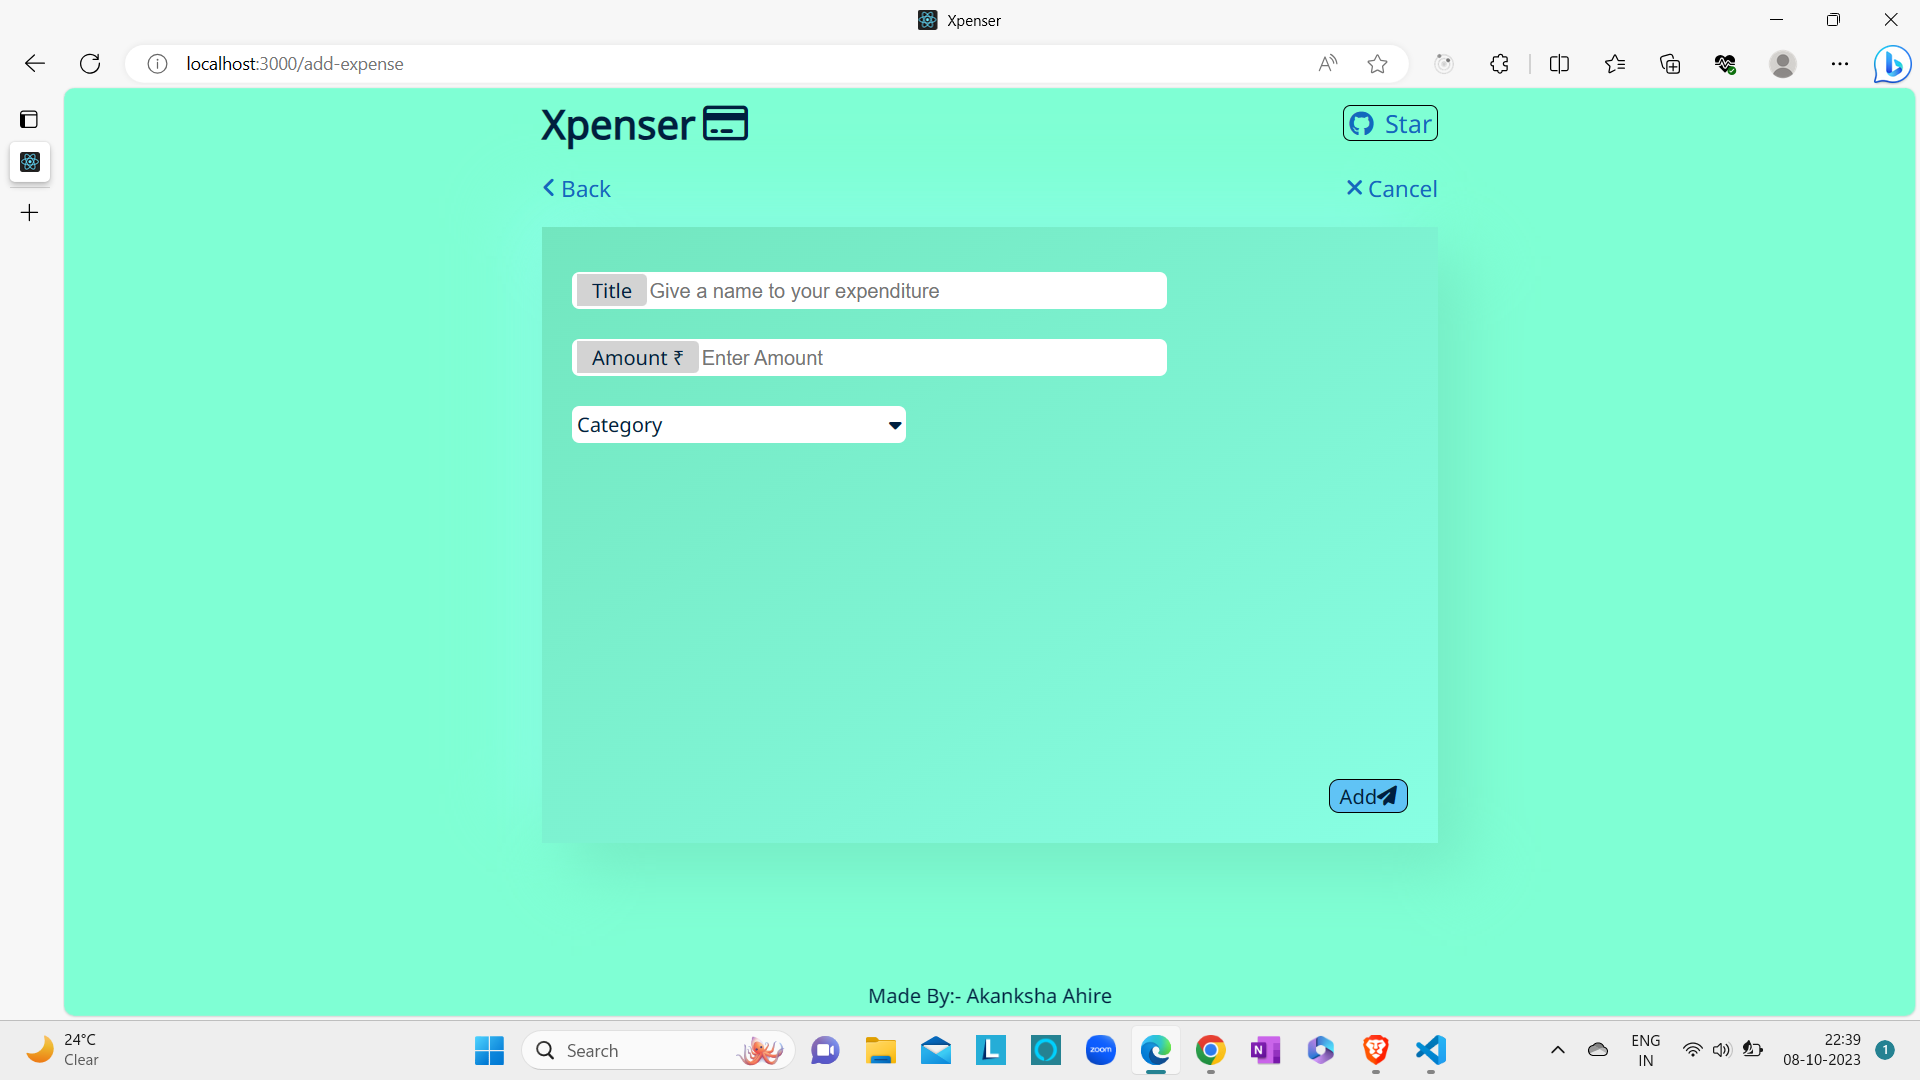 Xpenser
localhost:3000/add-expense
Xpenser
Star
Back
Cancel
Title
Give a name to your expenditure
Amount ₹
Enter Amount
Category
Add
Made By:- Akanksha Ahire
24°C
Clear
Search
zoom
ENG
IN
22:39
08-10-2023
1